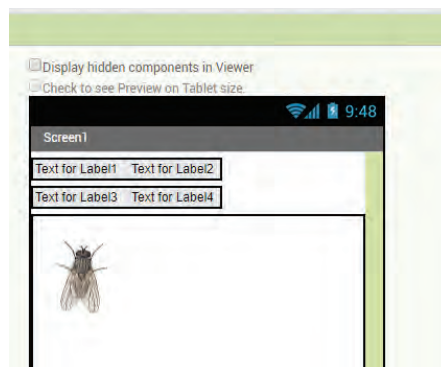 Display hidden components in Viewer
Check to see Preview on Tablet size.
9:48
Screen1
Text for Label1 Text for Label2
Text for Label3 Text for Label4